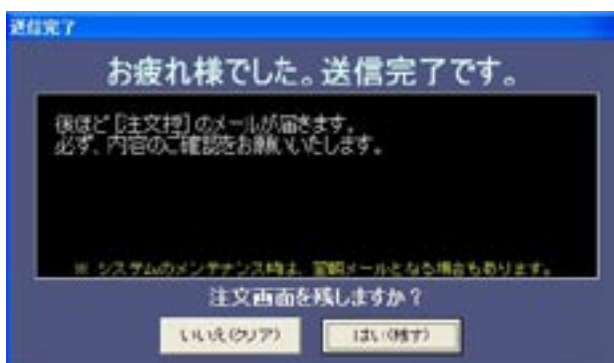 送信完了
お疲れ様でした。送信完了です。
後ほど [注文控] のメールが届きます。
必ず、内容のご確認をお願いいたします。
※ システムのメンテナンス時は、翌朝メールとなる場合もあります。
注文画面を残しますか?
いいえ(クリア)
はい(残す)